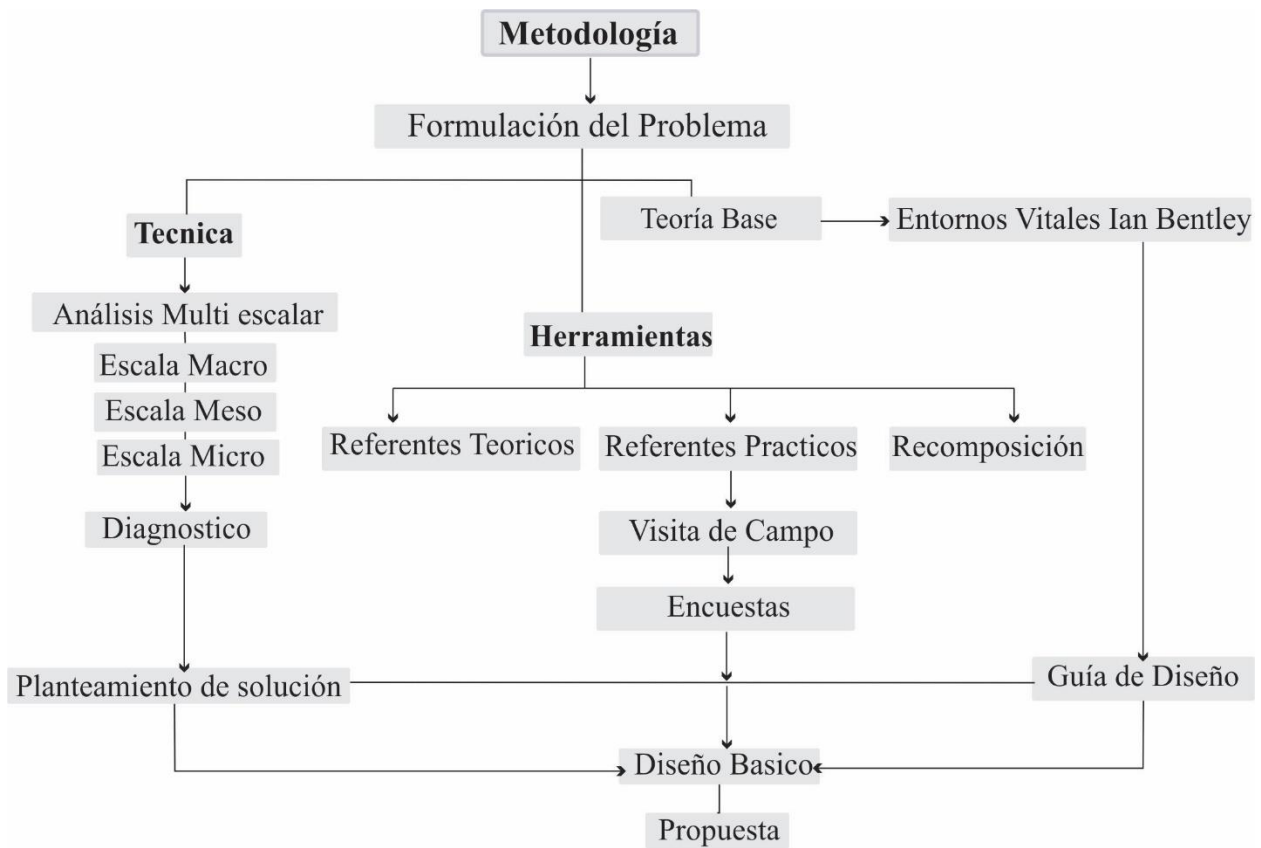 Metodología
Formulación del Problema
Teoría Base
Entornos Vitales Ian Bentley
Tecnica
Análisis Multi escalar
Herramientas
Escala Macro
Escala Meso
Escala Micro
Referentes Teoricos
Referentes Practicos
Recomposición
Diagnostico
Visita de Campo
Encuestas
Planteamiento de solución
Guía de Diseño
Diseño Basico
Propuesta